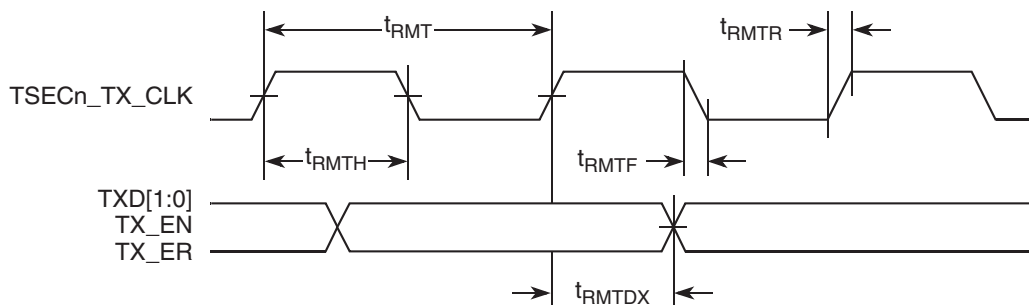 tRMT
tRMTR
TSECn_TX_CLK
tRMTH
tRMTF
TXD[1:0]
TX_EN
TX_ER
tRMTDX